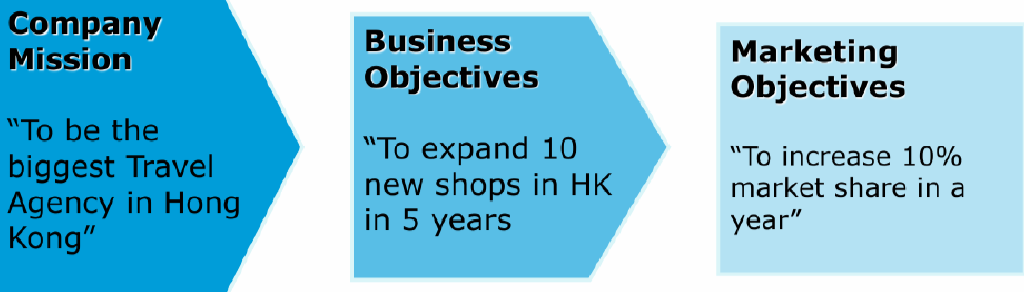 Company
Mission
“To be the
biggest Travel
Agency in Hong
Kong”
Business
Objectives
“To expand 10
new shops in HK
in 5 years
Marketing
Objectives
“To increase 10%
market share in a
year”